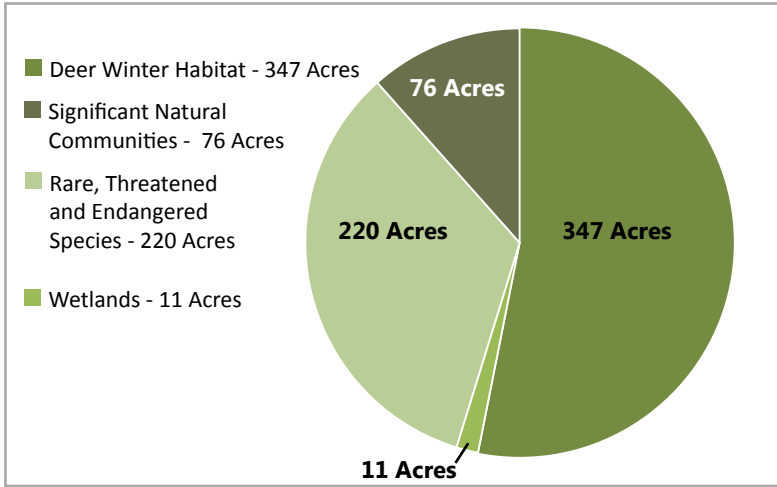 Deer Winter Habitat - 347 Acres
Significant Natural
Communities -  76 Acres
Rare, Threatened
and Endangered
Species - 220 Acres
Wetlands - 11 Acres
76 Acres
220 Acres
347 Acres
11 Acres